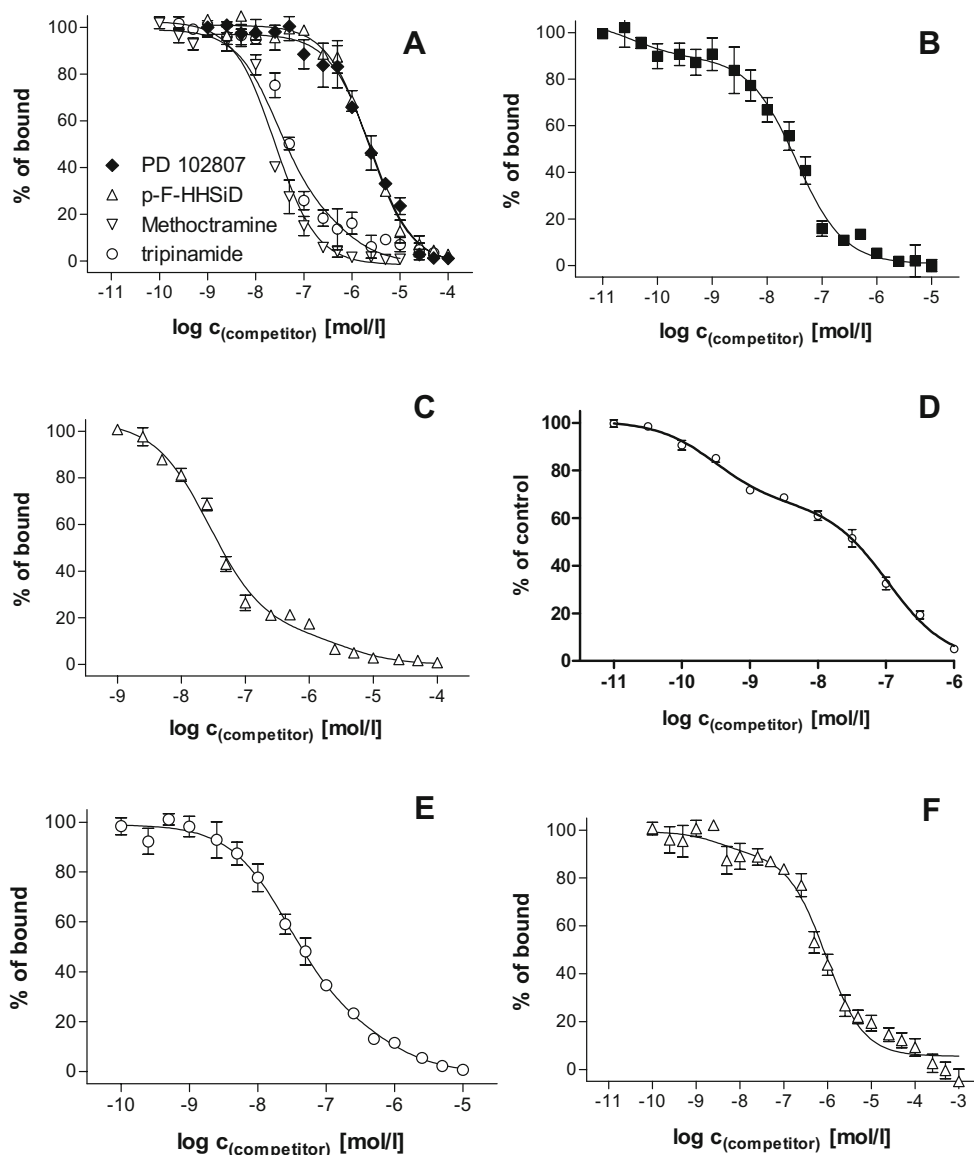 A
% of bound
100
80
60
40
20
0
PD 102807
p-F-HHSiD
Methoctramine
tripinamide
-11 -10 -9 -8 -7 -6 -5 -4
log c(competitor) [mol/l]
B
% of bound
100
80
60
40
20
0
-11 -10 -9 -8 -7 -6 -5
log c(competitor) [mol/l]
C
% of bound
100
80
60
40
20
0
-9 -8 -7 -6 -5 -4
log c(competitor) [mol/l]
D
% of control
100
80
60
40
20
0
-11 -10 -9 -8 -7 -6
log c(competitor) [mol/l]
E
% of bound
100
80
60
40
20
0
-10 -9 -8 -7 -6 -5
log c(competitor) [mol/l]
F
% of bound
100
80
60
40
20
0
-11 -10 -9 -8 -7 -6 -5 -4 -3
log c(competitor) [mol/l]